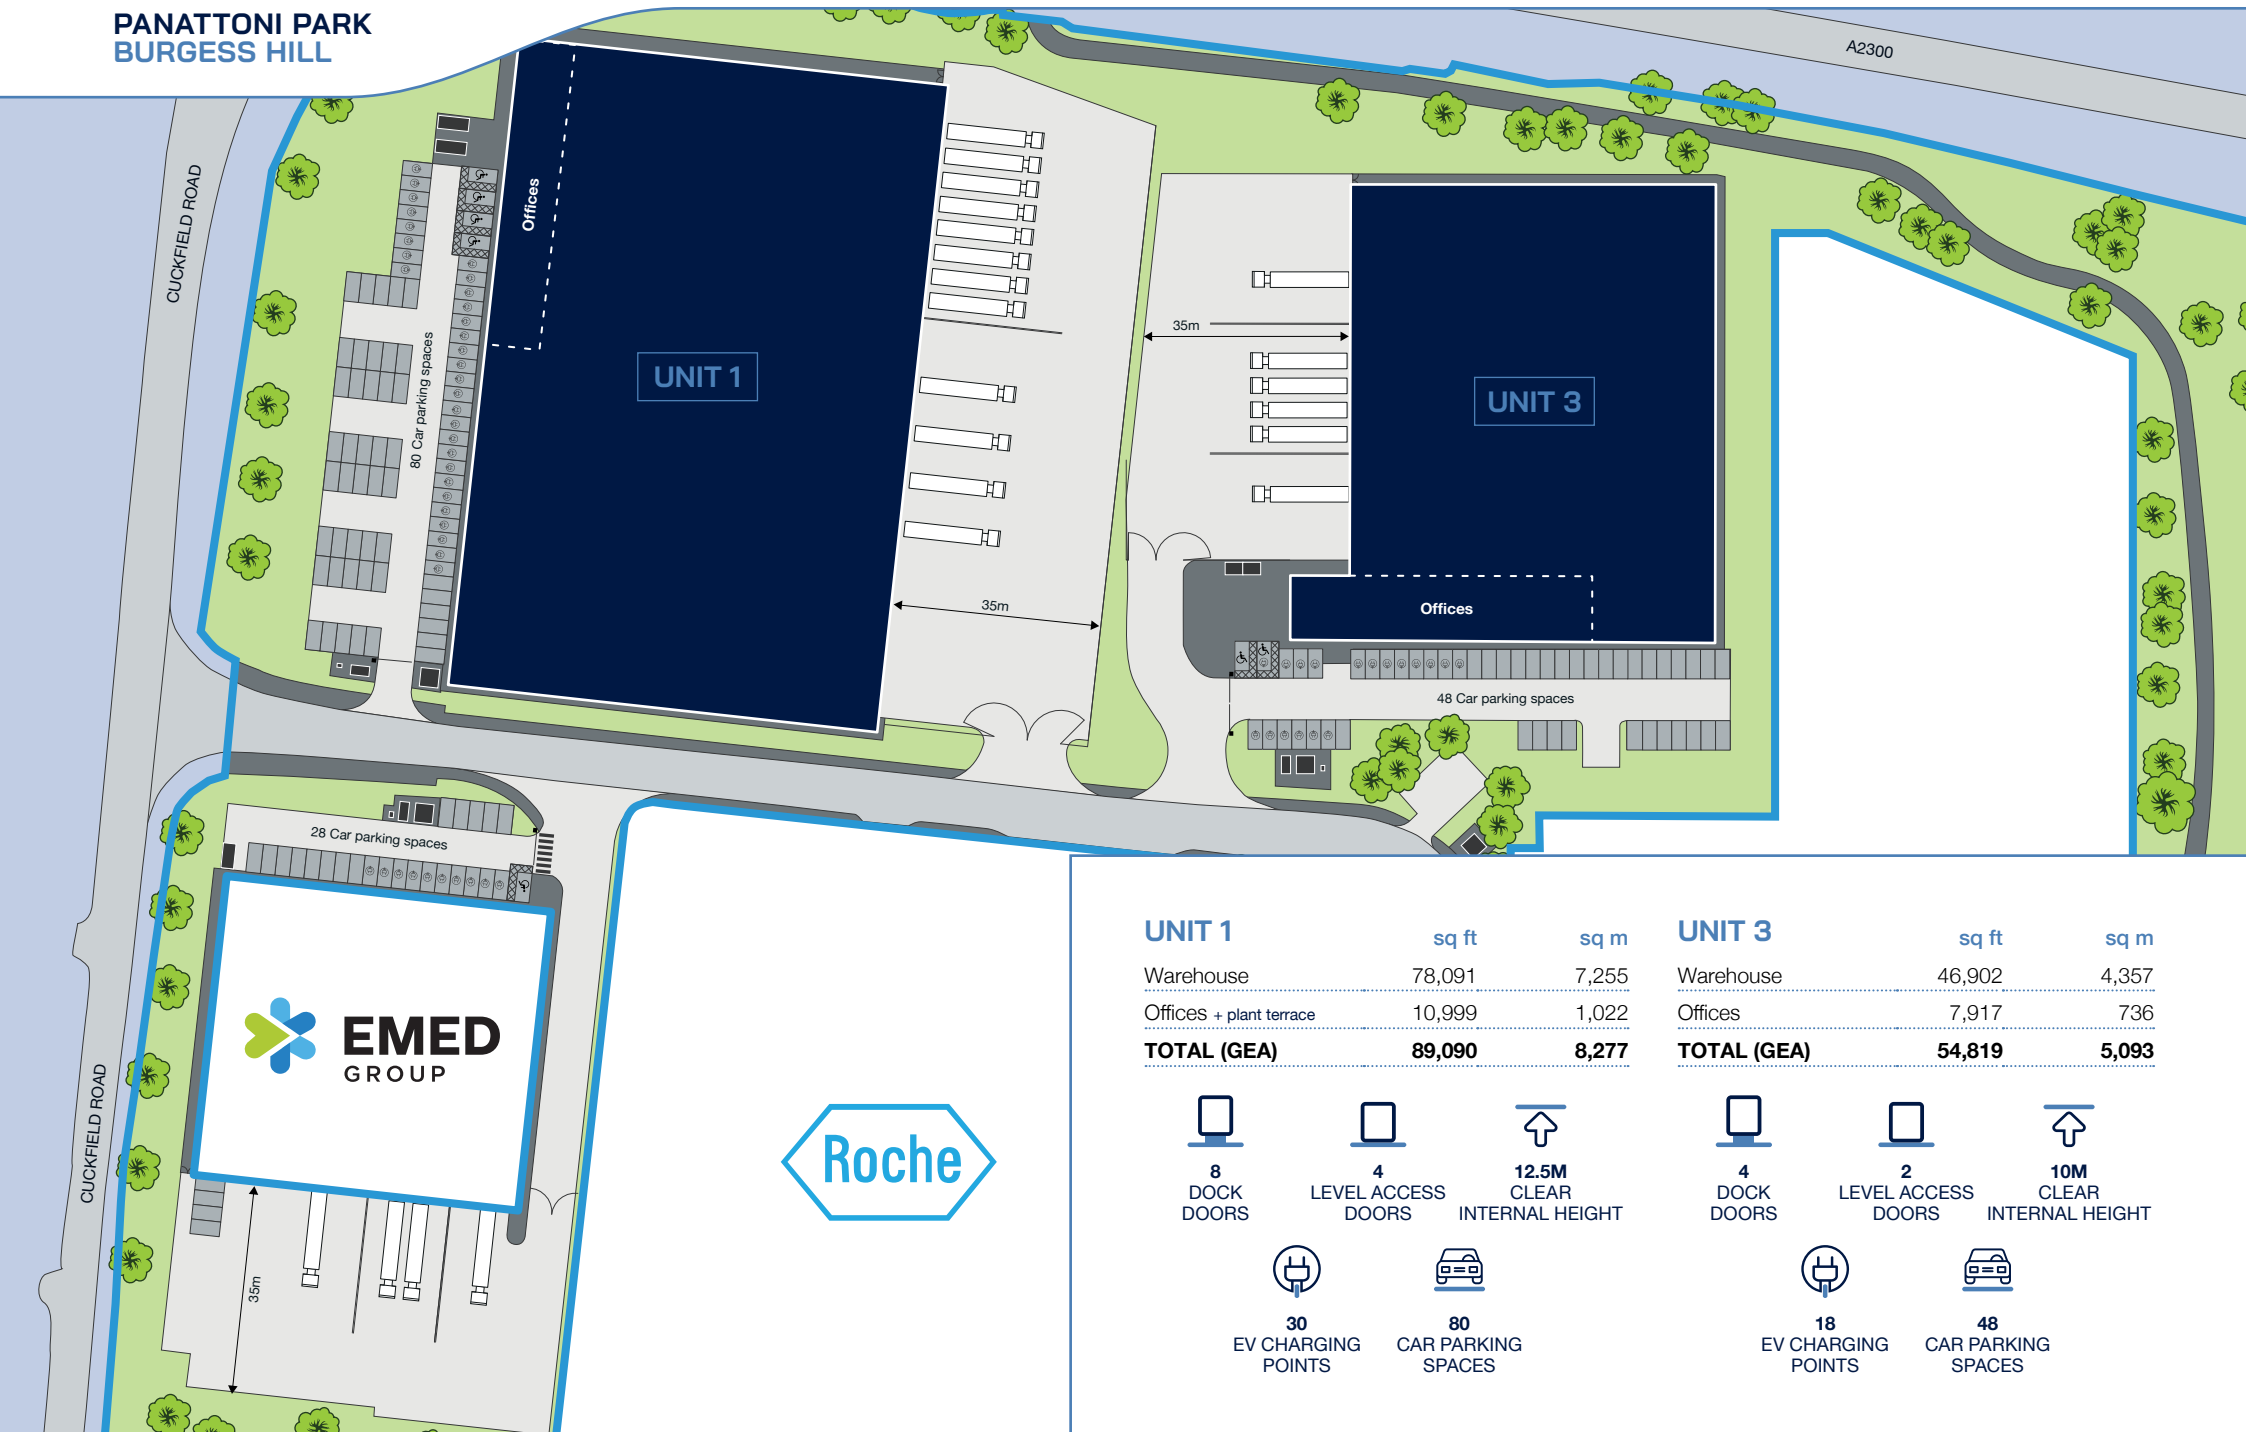 PANATTONI PARK
BURGESS HILL
A2300
CUCKFIELD ROAD
Offices
80 Car parking spaces
UNIT 1
35m
35m
UNIT 3
Offices
48 Car parking spaces
28 Car parking spaces
EMED
GROUP
CUCKFIELD ROAD
35m
Roche
UNIT 1 sq ft sq m
Warehouse 78,091 7,255
Offices + plant terrace 10,999 1,022
TOTAL (GEA) 89,090 8,277
8
DOCK
DOORS
4
LEVEL ACCESS
DOORS
12.5M
CLEAR
INTERNAL HEIGHT
30
EV CHARGING
POINTS
80
CAR PARKING
SPACES
UNIT 3 sq ft sq m
Warehouse 46,902 4,357
Offices 7,917 736
TOTAL (GEA) 54,819 5,093
4
DOCK
DOORS
2
LEVEL ACCESS
DOORS
10M
CLEAR
INTERNAL HEIGHT
18
EV CHARGING
POINTS
48
CAR PARKING
SPACES